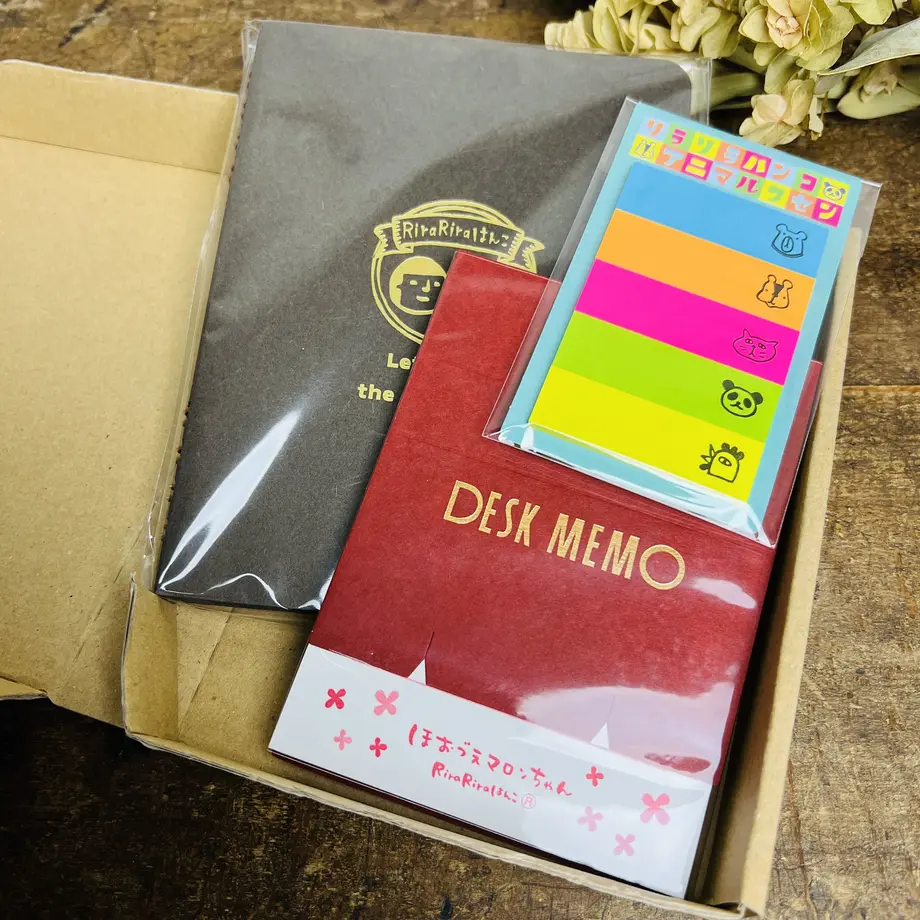 RiraRiraはんこ
the
リラリラハンコ
アニマルフセン
DESK MEMO
ほおづえマロンちゃん
RiraRiraはんこ®